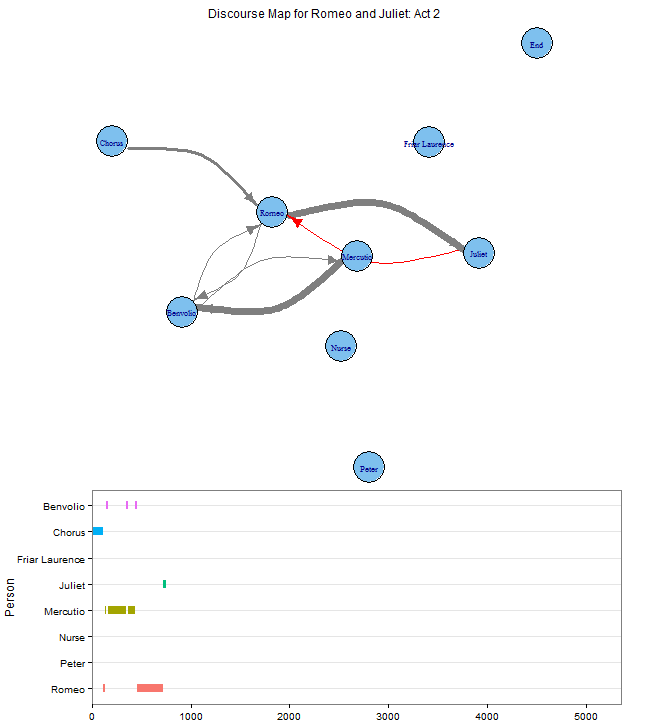 Discourse Map for Romeo and Juliet: Act 2
End
Chorus
Friar Laurence
Romeo
Mercutio
Juliet
Benvolio
Nurse
Peter
Person
Benvolio
Chorus
Friar Laurence
Juliet
Mercutio
Nurse
Peter
Romeo
0 1000 2000 3000 4000 5000